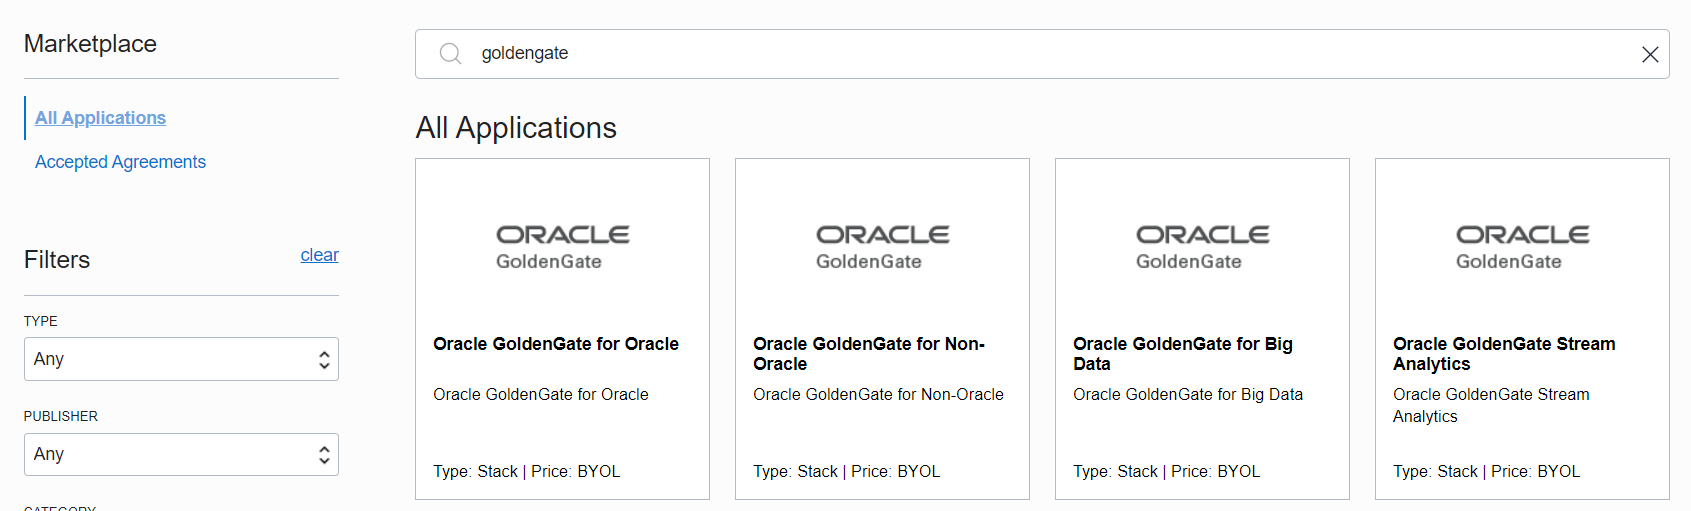 Marketplace
All Applications
Accepted Agreements
Filters
clear
TYPE
Any
PUBLISHER
Any
CATEGORY
goldengate
All Applications
ORACLE
GoldenGate
Oracle GoldenGate for Oracle
Oracle GoldenGate for Oracle
Type: Stack | Price: BYOL
ORACLE
GoldenGate
Oracle GoldenGate for Non-
Oracle
Oracle GoldenGate for Non-Oracle
Type: Stack | Price: BYOL
ORACLE
GoldenGate
Oracle GoldenGate for Big
Data
Oracle GoldenGate for Big Data
Type: Stack | Price: BYOL
ORACLE
GoldenGate
Oracle GoldenGate Stream
Analytics
Oracle GoldenGate Stream
Analytics
Type: Stack | Price: BYOL